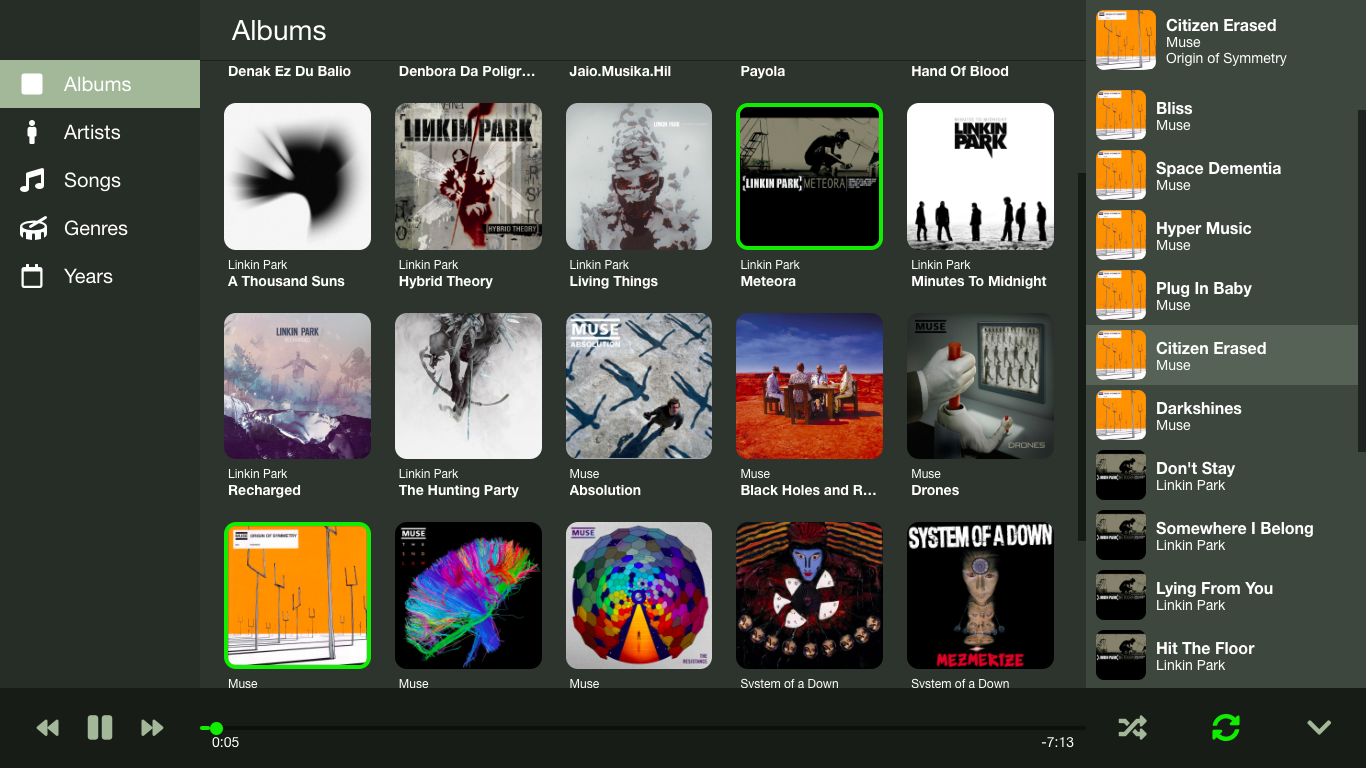 Albums
Albums
Artists
Songs
Genres
Years
Denak Ez Du Balio
Denbora Da Poligr...
Jaio.Musika.Hil
Payola
Hand Of Blood
LINKIN PARK
HYBRID THEORY
LINKIN PARK
[LINKIN PARK] METEORA
MINUTES TO MIDNIGHT
LINKIN PARK
Linkin Park
A Thousand Suns
Linkin Park
Hybrid Theory
Linkin Park
Living Things
Linkin Park
Meteora
Linkin Park
Minutes To Midnight
LINKIN PARK
RECHARGED
MUSE
ABSOLUTION
MUSE
DRONES
Linkin Park
Recharged
Linkin Park
The Hunting Party
Muse
Absolution
Muse
Black Holes and R...
Muse
Drones
MUSE ORIGIN OF SYMMETRY
MUSE
THE
2ND
LAW
MUSE
THE
RESISTANCE
SYSTEM OF A DOWN
MEZMERIZE
Muse
Muse
Muse
System of a Down
System of a Down
Citizen Erased
Muse
Origin of Symmetry
Bliss
Muse
Space Dementia
Muse
Hyper Music
Muse
Plug In Baby
Muse
Citizen Erased
Muse
Darkshines
Muse
Don't Stay
Linkin Park
Somewhere I Belong
Linkin Park
Lying From You
Linkin Park
Hit The Floor
Linkin Park
0:05
-7:13